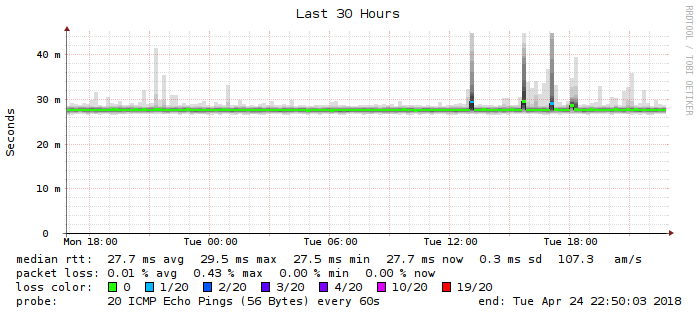 Last 30 Hours
RRDTOOL / TOBI OETIKER
Seconds
40 m
30 m
20 m
10 m
0
Mon 18:00 Tue 00:00 Tue 06:00 Tue 12:00 Tue 18:00
median rtt: 27.7 ms avg 29.5 ms max 27.5 ms min 27.7 ms now 0.3 ms sd 107.3 am/s
packet loss: 0.01 % avg 0.43 % max 0.00 % min 0.00 % now
loss color: 0 1/20 2/20 3/20 4/20 10/20 19/20
probe: 20 ICMP Echo Pings (56 Bytes) every 60s end: Tue Apr 24 22:50:03 2018